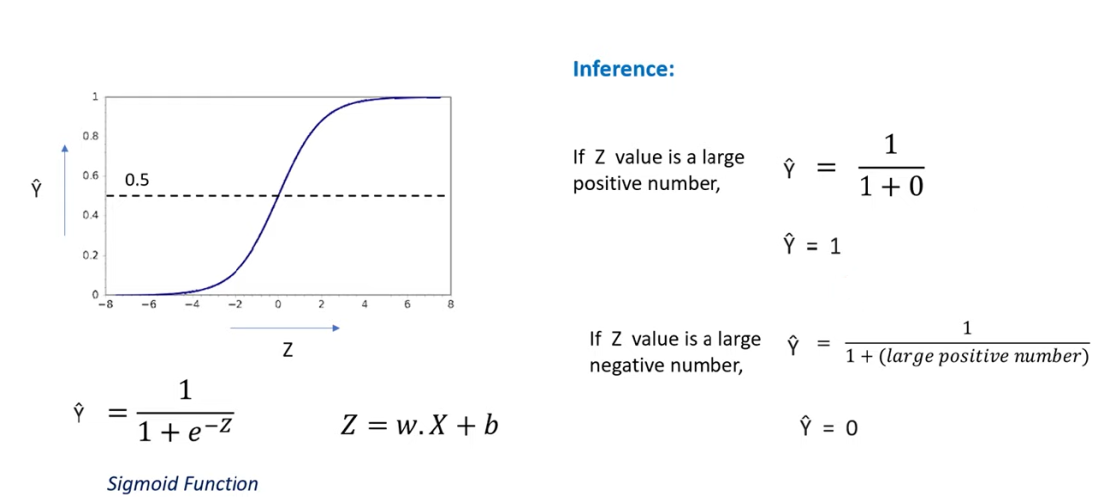 1
0.8
0.6
0.5
Ŷ
0.4
0.2
0
−8 −6 −4 −2 0 2 4 6 8
Z
Ŷ = 1 / (1 + e^−Z)
Z = w.X + b
Sigmoid Function
Inference:
If Z value is a large
positive number,
Ŷ = 1 / (1 + 0)
Ŷ = 1
If Z value is a large
negative number,
Ŷ = 1 / (1 + (large positive number))
Ŷ = 0